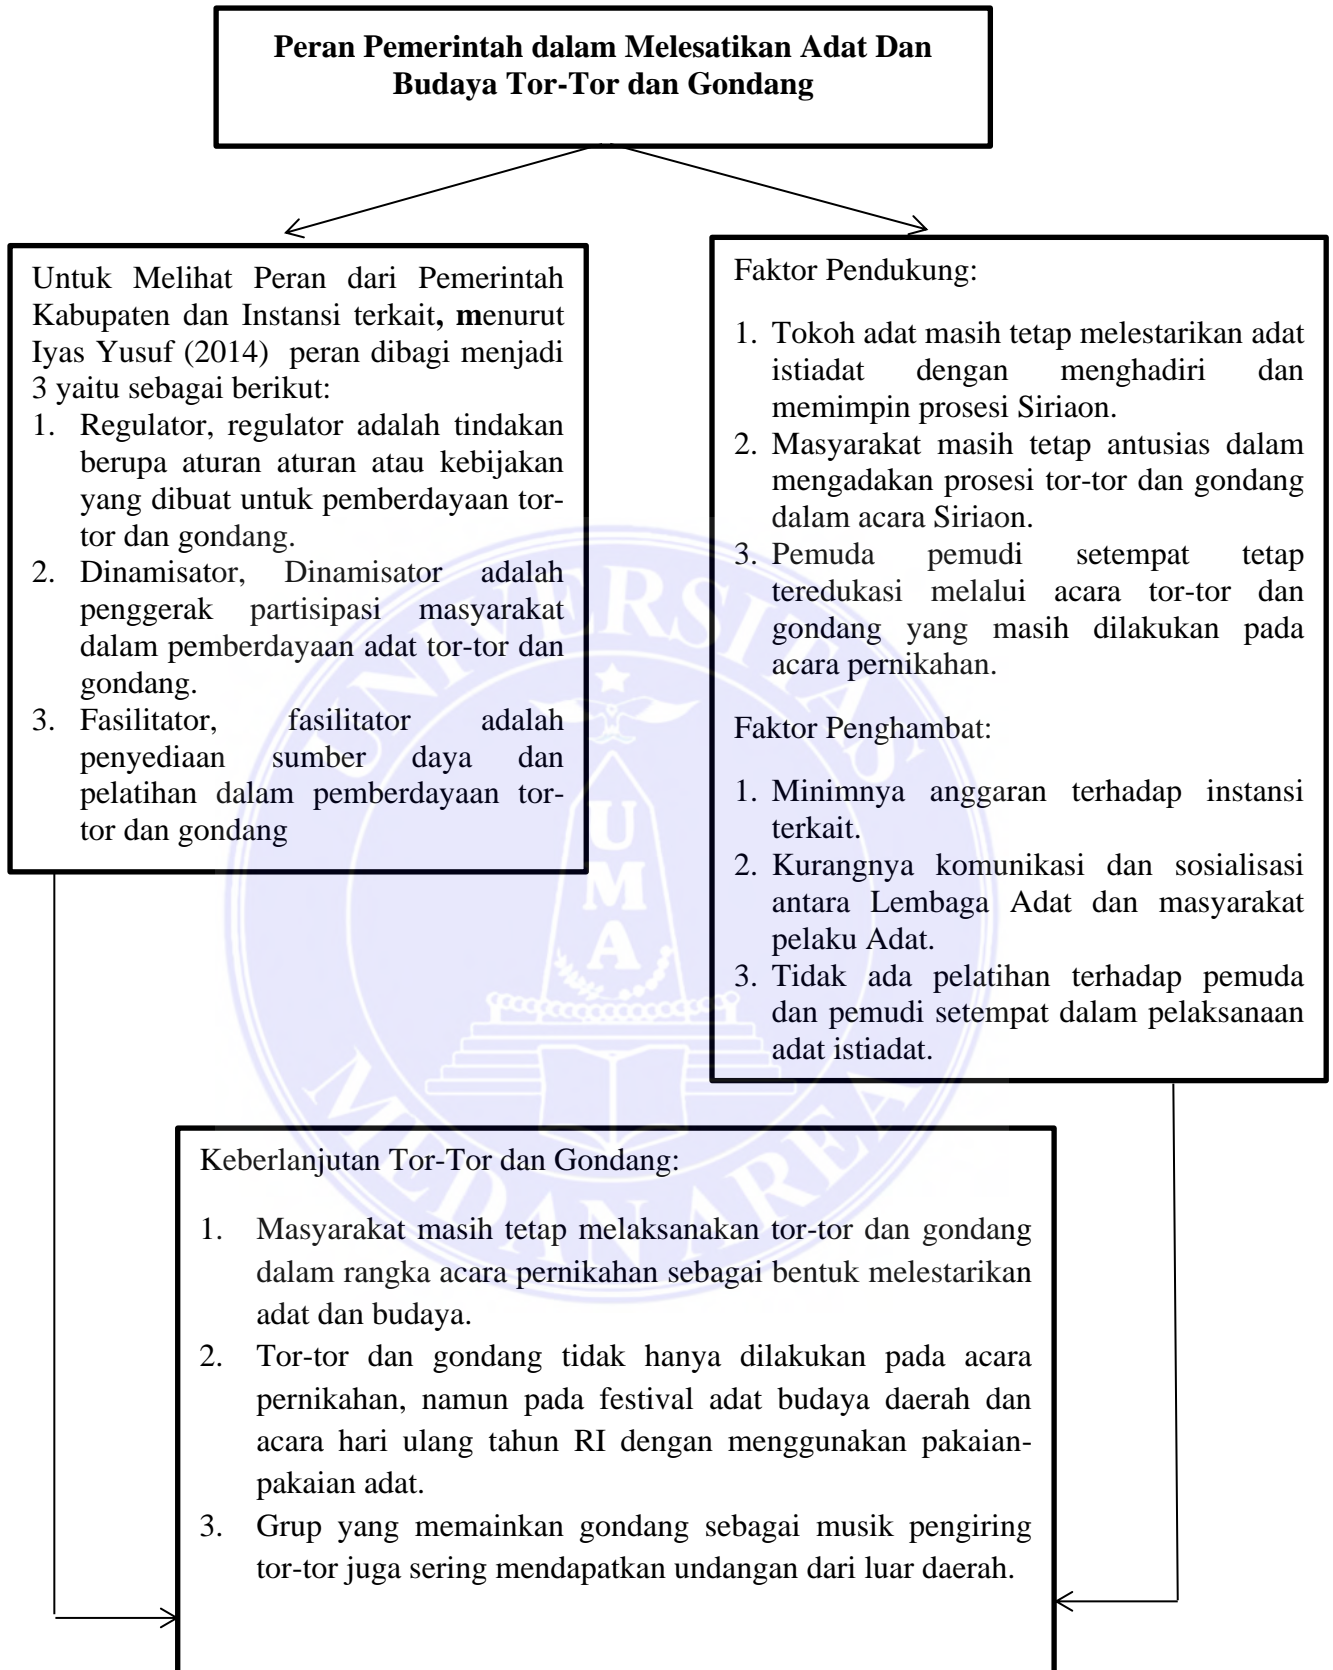 Peran Pemerintah dalam Melesatikan Adat Dan
Budaya Tor-Tor dan Gondang
Untuk Melihat Peran dari Pemerintah
Kabupaten dan Instansi terkait, menurut
Iyas Yusuf (2014) peran dibagi menjadi
3 yaitu sebagai berikut:
1. Regulator, regulator adalah tindakan
berupa aturan aturan atau kebijakan
yang dibuat untuk pemberdayaan tor-
tor dan gondang.
2. Dinamisator, Dinamisator adalah
penggerak partisipasi masyarakat
dalam pemberdayaan adat tor-tor dan
gondang.
3. Fasilitator, fasilitator adalah
penyediaan sumber daya dan
pelatihan dalam pemberdayaan tor-
tor dan gondang
Faktor Pendukung:
1. Tokoh adat masih tetap melestarikan adat
istiadat dengan menghadiri dan
memimpin prosesi Siriaon.
2. Masyarakat masih tetap antusias dalam
mengadakan prosesi tor-tor dan gondang
dalam acara Siriaon.
3. Pemuda pemudi setempat tetap
teredukasi melalui acara tor-tor dan
gondang yang masih dilakukan pada
acara pernikahan.
Faktor Penghambat:
1. Minimnya anggaran terhadap instansi
terkait.
2. Kurangnya komunikasi dan sosialisasi
antara Lembaga Adat dan masyarakat
pelaku Adat.
3. Tidak ada pelatihan terhadap pemuda
dan pemudi setempat dalam pelaksanaan
adat istiadat.
Keberlanjutan Tor-Tor dan Gondang:
1. Masyarakat masih tetap melaksanakan tor-tor dan gondang
dalam rangka acara pernikahan sebagai bentuk melestarikan
adat dan budaya.
2. Tor-tor dan gondang tidak hanya dilakukan pada acara
pernikahan, namun pada festival adat budaya daerah dan
acara hari ulang tahun RI dengan menggunakan pakaian-
pakaian adat.
3. Grup yang memainkan gondang sebagai musik pengiring
tor-tor juga sering mendapatkan undangan dari luar daerah.
UNIVERSITAS
MEDAN AREA
UMA